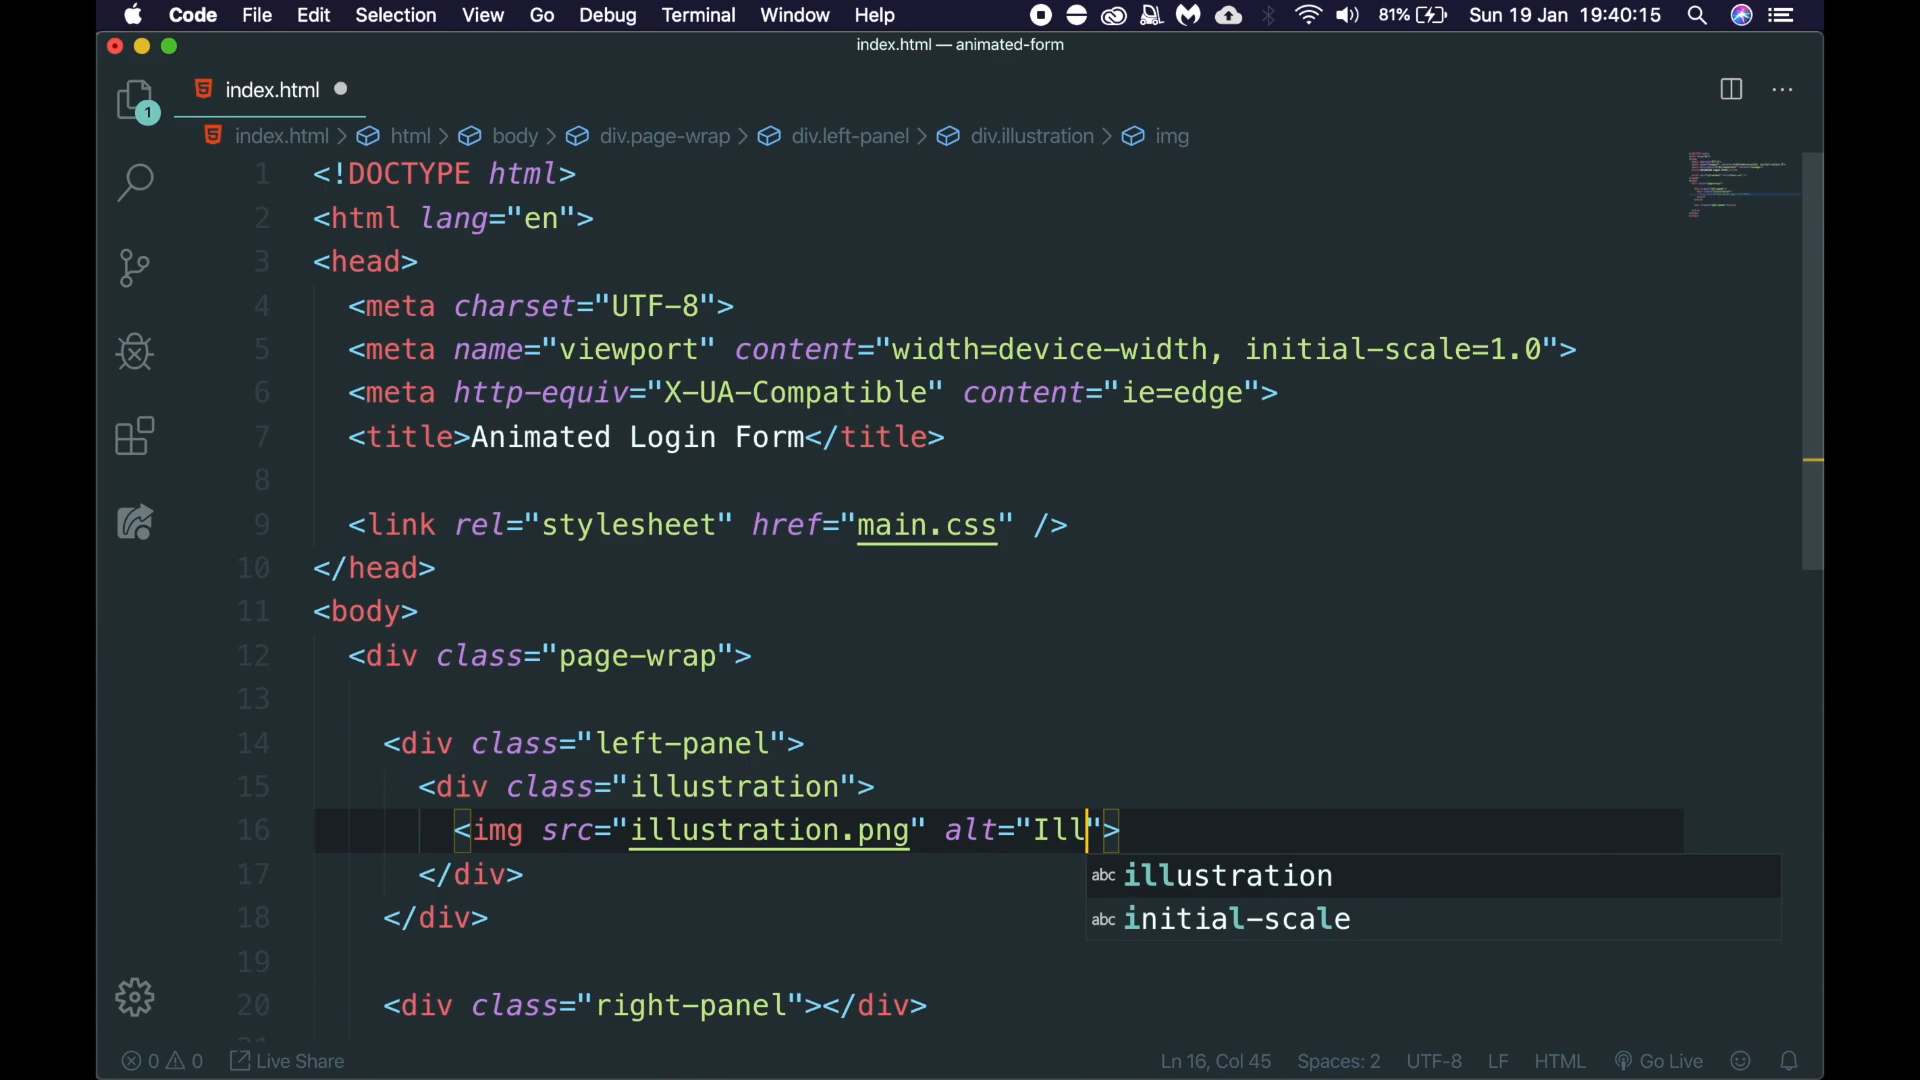 Code File Edit Selection View Go Debug Terminal Window Help 81% Sun 19 Jan 19:40:15
index.html — animated-form
1 index.html
index.html > html > body > div.page-wrap > div.left-panel > div.illustration > img
1 <!DOCTYPE html>
2 <html lang="en">
3 <head>
4 <meta charset="UTF-8">
5 <meta name="viewport" content="width=device-width, initial-scale=1.0">
6 <meta http-equiv="X-UA-Compatible" content="ie=edge">
7 <title>Animated Login Form</title>
8
9 <link rel="stylesheet" href="main.css" />
10 </head>
11 <body>
12 <div class="page-wrap">
13
14 <div class="left-panel">
15 <div class="illustration">
16 <img src="illustration.png" alt="Ill">
17 </div>
abc illustration
18 </div>
abc initial-scale
19
20 <div class="right-panel"></div>
0 0 Live Share Ln 16, Col 45 Spaces: 2 UTF-8 LF HTML Go Live